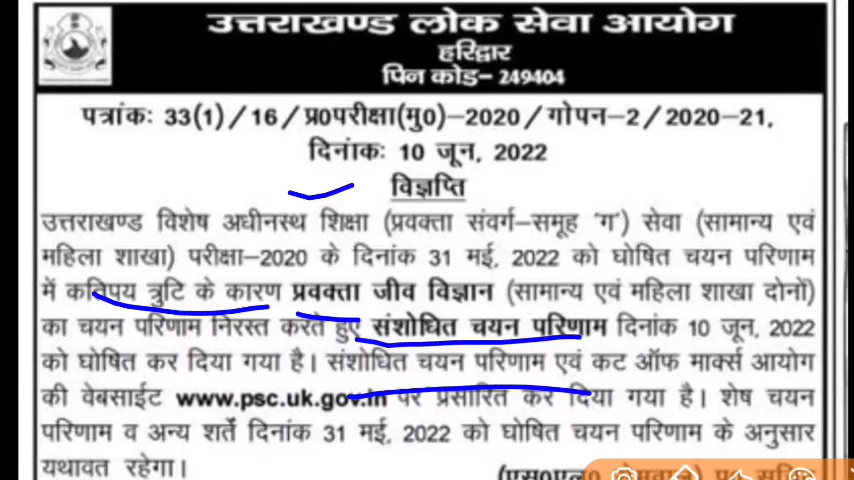 उत्तराखण्ड लोक सेवा आयोग
हरिद्वार
पिन कोड– 249404
पत्रांकः 33(1)/16/प्र0परीक्षा(मु0)–2020/गोपन–2/2020–21,
दिनांकः 10 जून, 2022
विज्ञप्ति
उत्तराखण्ड विशेष अधीनस्थ शिक्षा (प्रवक्ता संवर्ग–समूह 'ग') सेवा (सामान्य एवं
महिला शाखा) परीक्षा–2020 के दिनांक 31 मई, 2022 को घोषित चयन परिणाम
में कतिपय त्रुटि के कारण प्रवक्ता जीव विज्ञान (सामान्य एवं महिला शाखा दोनों)
का चयन परिणाम निरस्त करते हुए संशोधित चयन परिणाम दिनांक 10 जून, 2022
को घोषित कर दिया गया है। संशोधित चयन परिणाम एवं कट ऑफ मार्क्स आयोग
की वेबसाईट www.psc.uk.gov.in पर प्रसारित कर दिया गया है। शेष चयन
परिणाम व अन्य शर्ते दिनांक 31 मई, 2022 को घोषित चयन परिणाम के अनुसार
यथावत रहेगा।